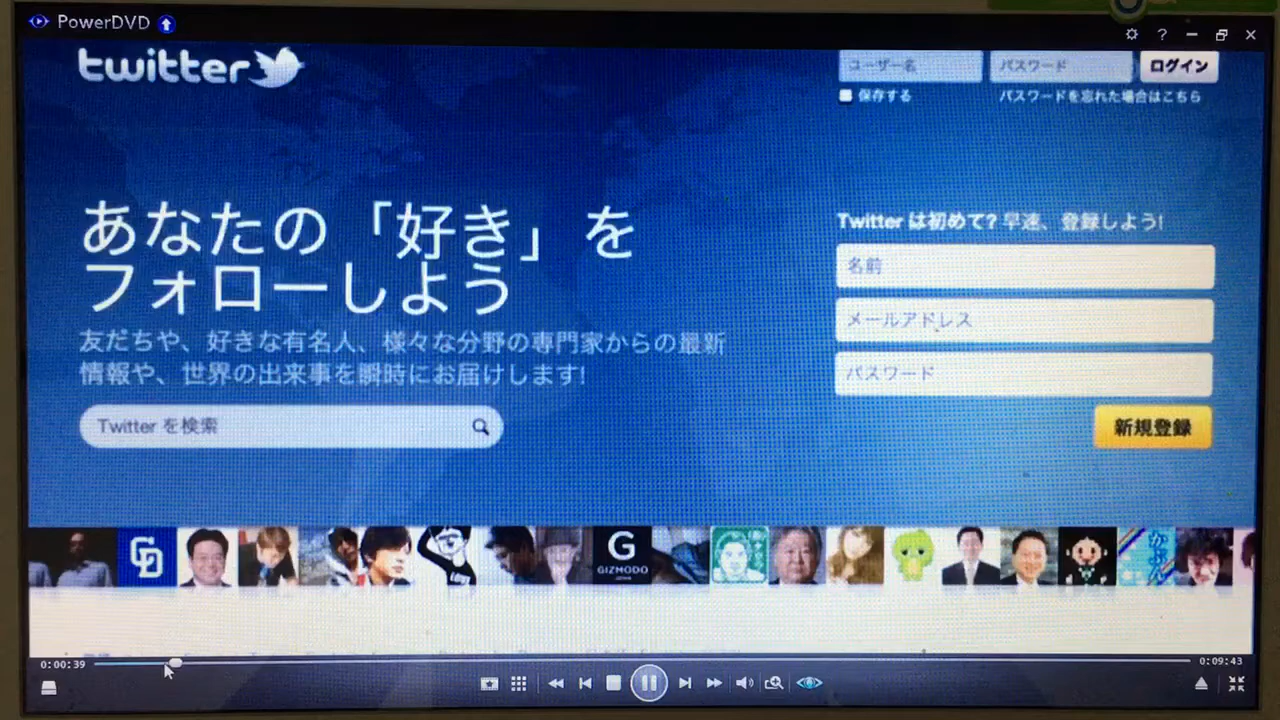 PowerDVD
twitter
ユーザー名
パスワード
ログイン
保存する
パスワードを忘れた場合はこちら
あなたの「好き」を
フォローしよう
友だちや、好きな有名人、様々な分野の専門家からの最新
情報や、世界の出来事を瞬時にお届けします!
Twitter を検索
Twitter は初めて? 早速、登録しよう!
名前
メールアドレス
パスワード
新規登録
G
GIZMODO
0:00:39
0:09:43